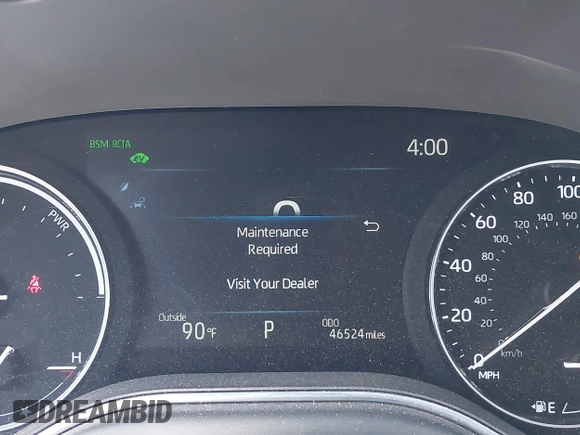 BSM RCTA
EV
4:00
Maintenance
Required
Visit Your Dealer
Outside
90°F
P
ODO
46524 miles
PWR
H
0
20
40
60
80
100
20
40
60
80
100
120
140
160
km/h
MPH
E
DREAMBID